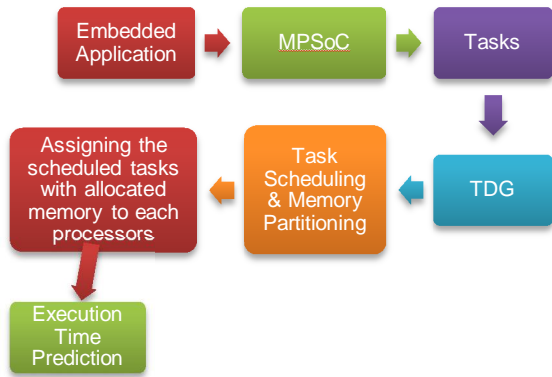 Embedded
Application
MPSoC
Tasks
TDG
Task
Scheduling
& Memory
Partitioning
Assigning the
scheduled tasks
with allocated
memory to each
processors
Execution
Time
Prediction